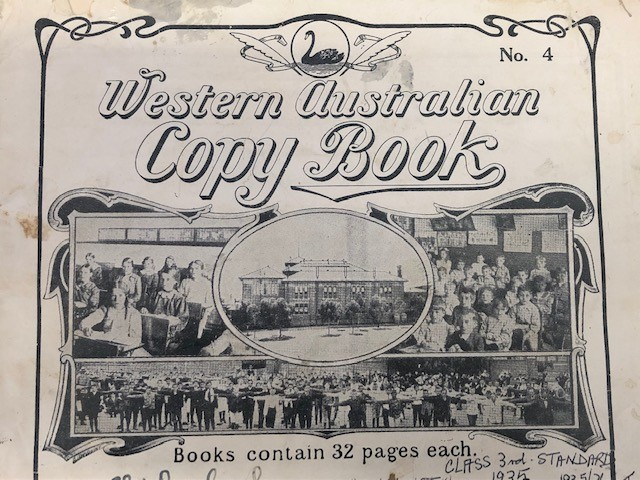 No. 4
Western Australian
Copy Book
Books contain 32 pages each.
CLASS 3rd. STANDARD
1935